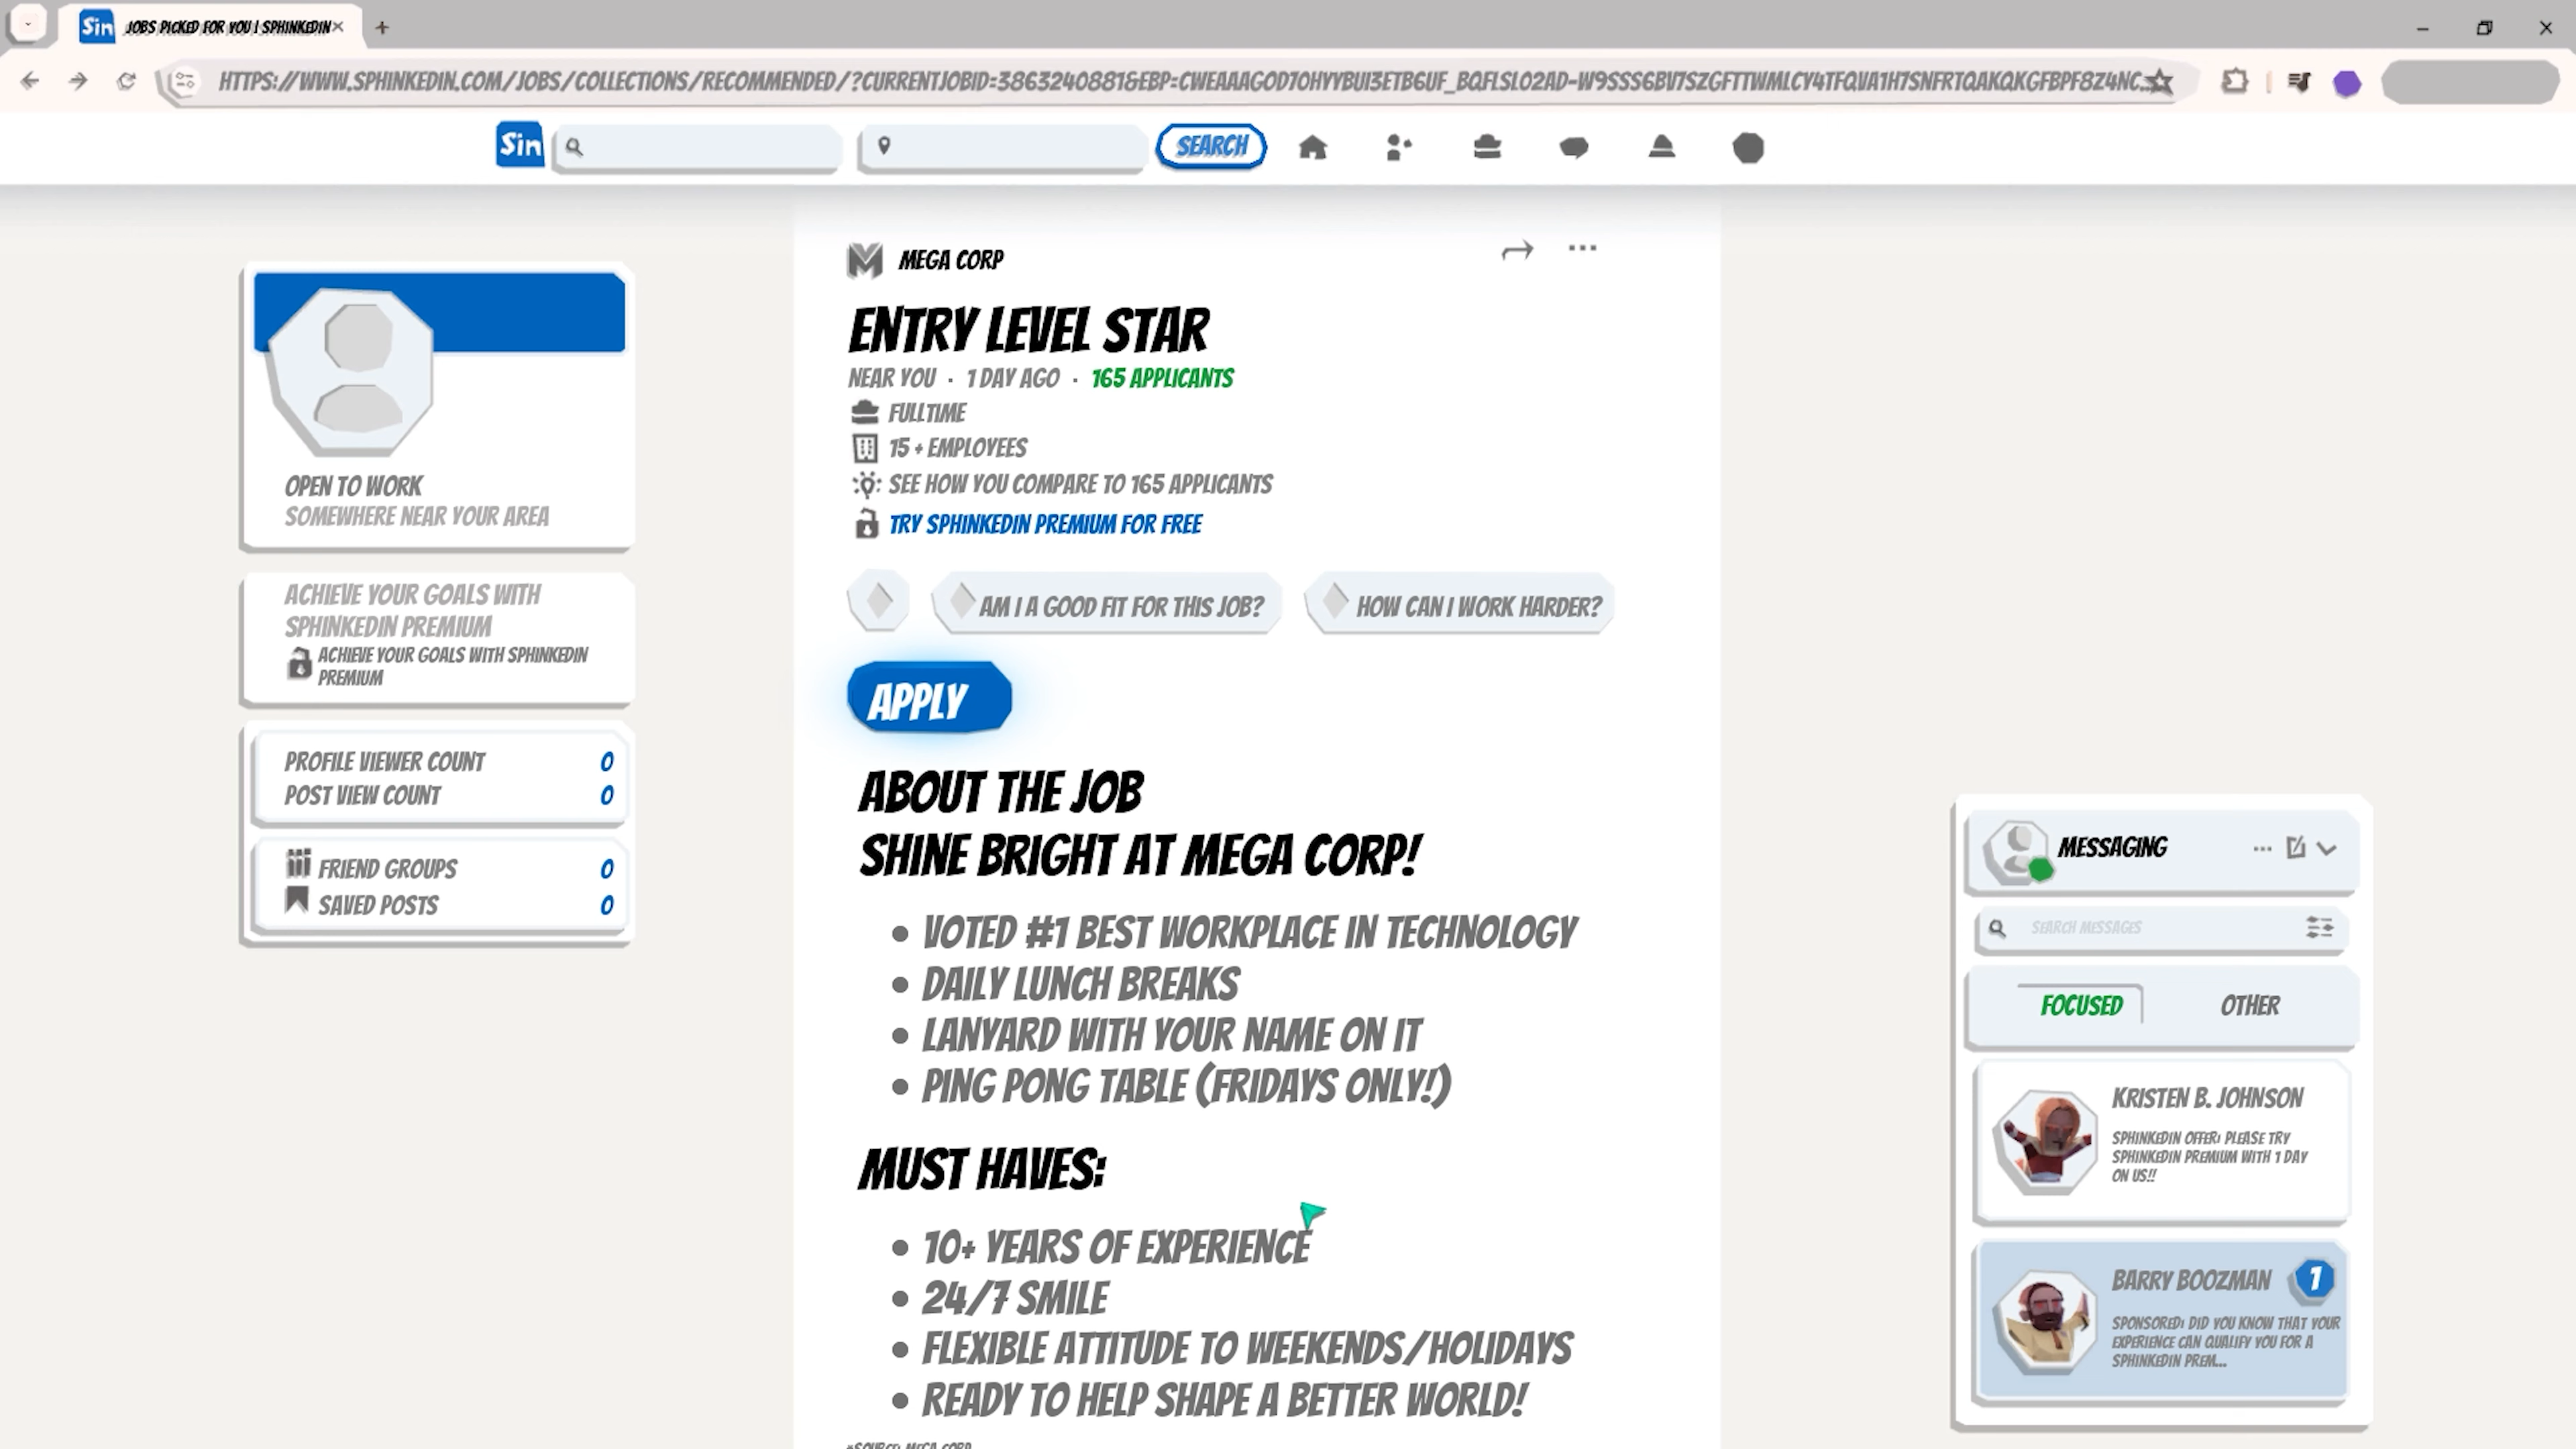 Sin JOBS PICKED FOR YOU | SPHINKEDIN
HTTPS://WWW.SPHINKEDIN.COM/JOBS/COLLECTIONS/RECOMMENDED/?CURRENTJOBID=3863240881&EBP=CWEAAAGOD7OHYYBUI3ETB6UF_BQFLSLO2AD-W9SSS6BV7SZGFTTWMLCY4TFQVA1H7SNFRTQAKQKGFBPF8Z4NC...
Sin
SEARCH
MEGA CORP
ENTRY LEVEL STAR
NEAR YOU · 1 DAY AGO · 165 APPLICANTS
FULLTIME
15 + EMPLOYEES
SEE HOW YOU COMPARE TO 165 APPLICANTS
TRY SPHINKEDIN PREMIUM FOR FREE
AM I A GOOD FIT FOR THIS JOB?
HOW CAN I WORK HARDER?
APPLY
ABOUT THE JOB
SHINE BRIGHT AT MEGA CORP!
• VOTED #1 BEST WORKPLACE IN TECHNOLOGY
• DAILY LUNCH BREAKS
• LANYARD WITH YOUR NAME ON IT
• PING PONG TABLE (FRIDAYS ONLY!)
MUST HAVES:
• 10+ YEARS OF EXPERIENCE
• 24/7 SMILE
• FLEXIBLE ATTITUDE TO WEEKENDS/HOLIDAYS
• READY TO HELP SHAPE A BETTER WORLD!
*SOURCE: MEGA CORP
OPEN TO WORK
SOMEWHERE NEAR YOUR AREA
ACHIEVE YOUR GOALS WITH
SPHINKEDIN PREMIUM
ACHIEVE YOUR GOALS WITH SPHINKEDIN
PREMIUM
PROFILE VIEWER COUNT 0
POST VIEW COUNT 0
FRIEND GROUPS 0
SAVED POSTS 0
MESSAGING
SEARCH MESSAGES
FOCUSED OTHER
KRISTEN B. JOHNSON
SPHINKEDIN OFFER: PLEASE TRY
SPHINKEDIN PREMIUM WITH 1 DAY
ON US!!
BARRY BOOZMAN 1
SPONSORED: DID YOU KNOW THAT YOUR
EXPERIENCE CAN QUALIFY YOU FOR A
SPHINKEDIN PREM...